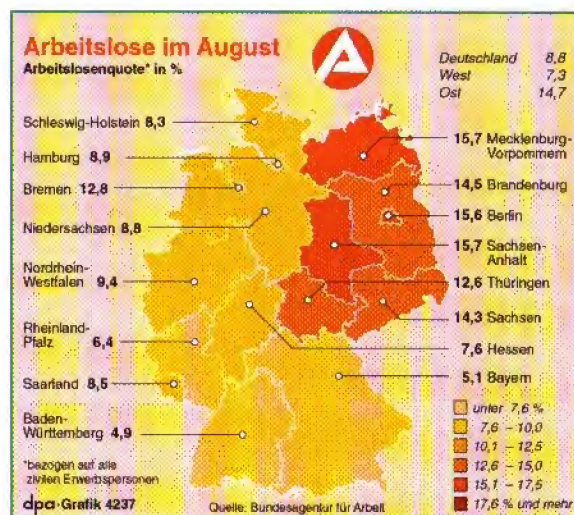 Arbeitslose im August
Arbeitslosenquote* in %
Deutschland 8,8
West 7,3
Ost 14,7
Schleswig-Holstein 8,3
Hamburg 8,9
Bremen 12,8
Niedersachsen 8,8
Nordrhein-
Westfalen 9,4
Rheinland-
Pfalz 6,4
Saarland 8,5
Baden-
Württemberg 4,9
15,7 Mecklenburg-
Vorpommern
14,5 Brandenburg
15,6 Berlin
15,7 Sachsen-
Anhalt
12,6 Thüringen
14,3 Sachsen
7,6 Hessen
5,1 Bayern
unter 7,6 %
7,6 – 10,0
10,1 – 12,5
12,6 – 15,0
15,1 – 17,5
17,6 % und mehr
*bezogen auf alle
zivilen Erwerbspersonen
dpa·Grafik 4237
Quelle: Bundesagentur für Arbeit